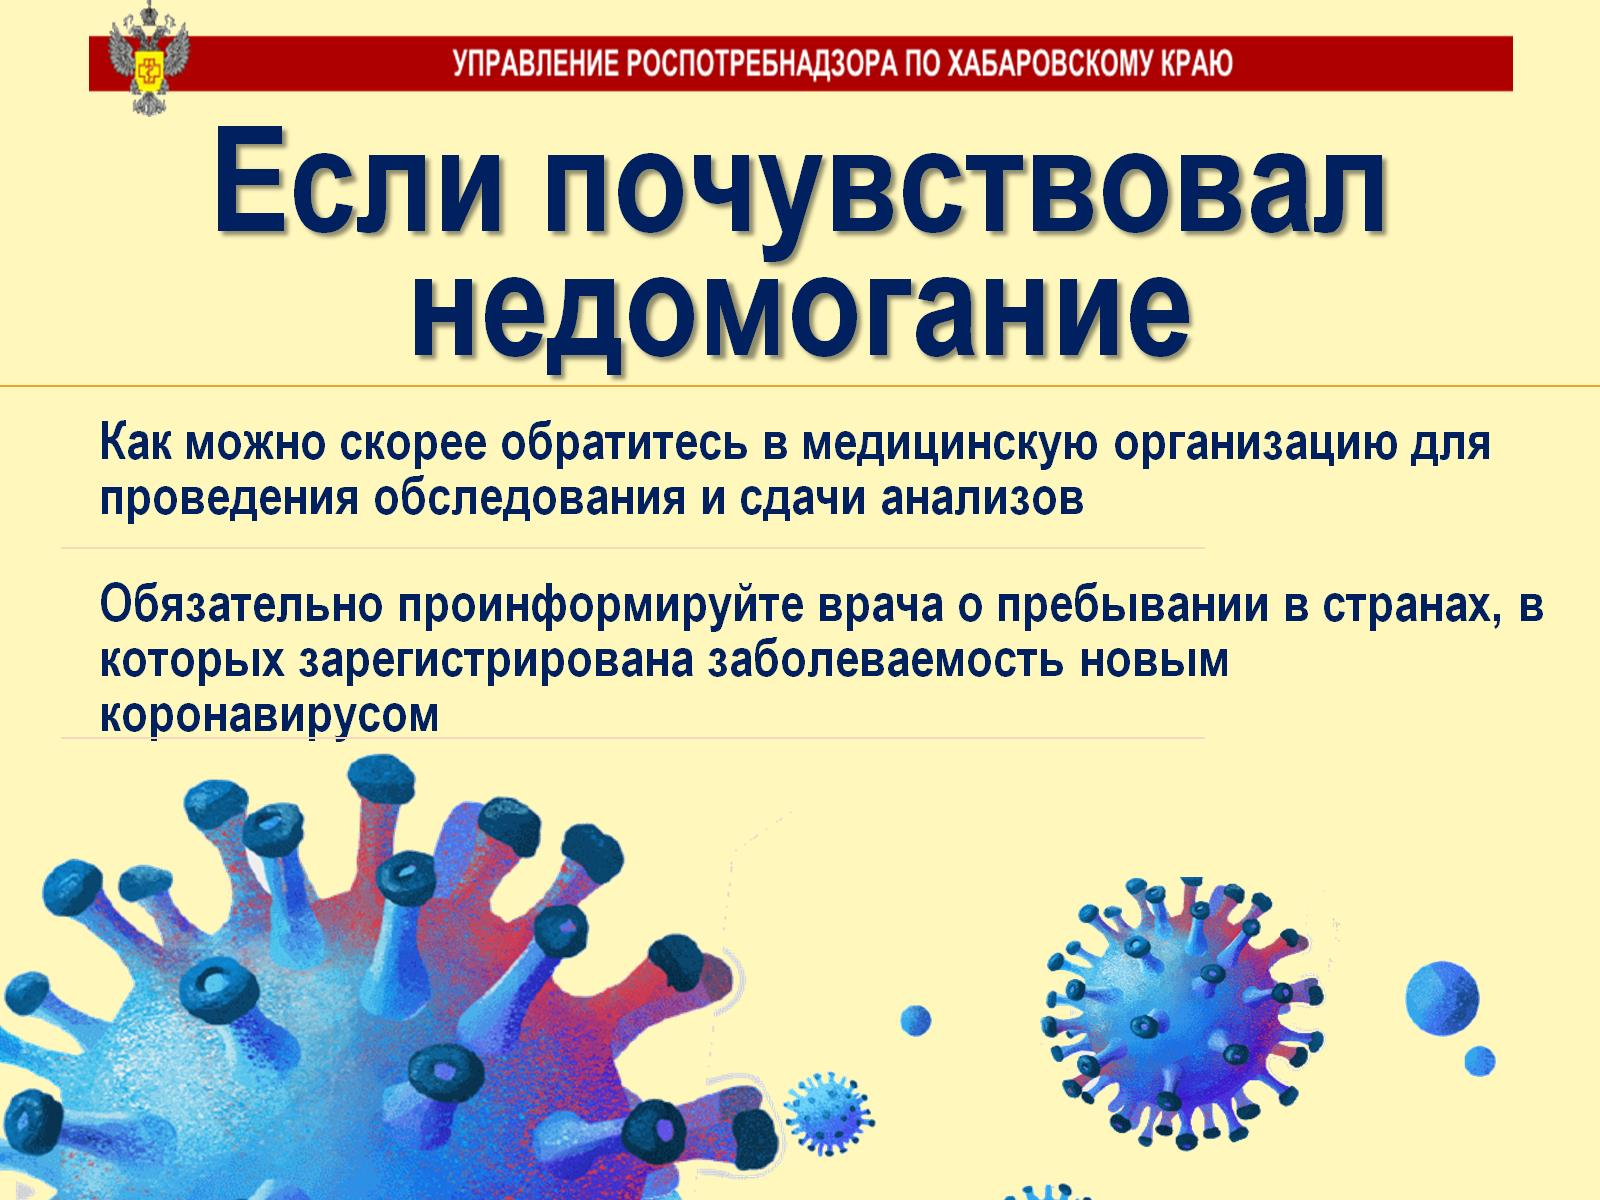 УПРАВЛЕНИЕ РОСПОТРЕБНАДЗОРА ПО ХАБАРОВСКОМУ КРАЮ
Если почувствовал
недомогание
Как можно скорее обратитесь в медицинскую организацию для
проведения обследования и сдачи анализов
Обязательно проинформируйте врача о пребывании в странах, в
которых зарегистрирована заболеваемость новым
коронавирусом